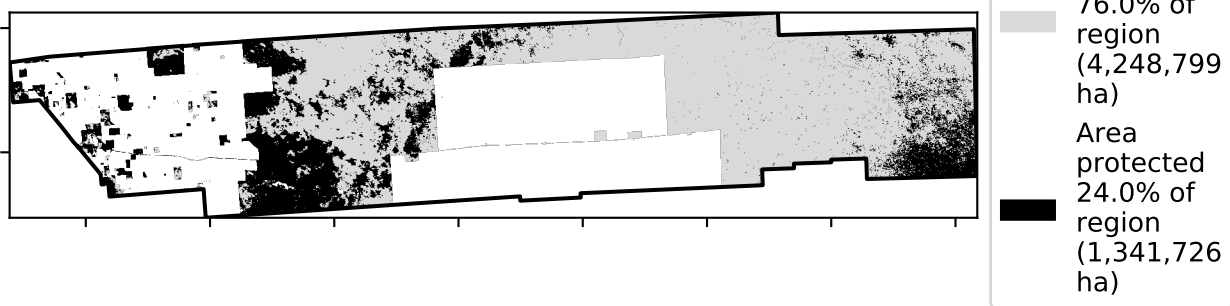 76.0% of
region
(4,248,799
ha)
Area
protected
24.0% of
region
(1,341,726
ha)